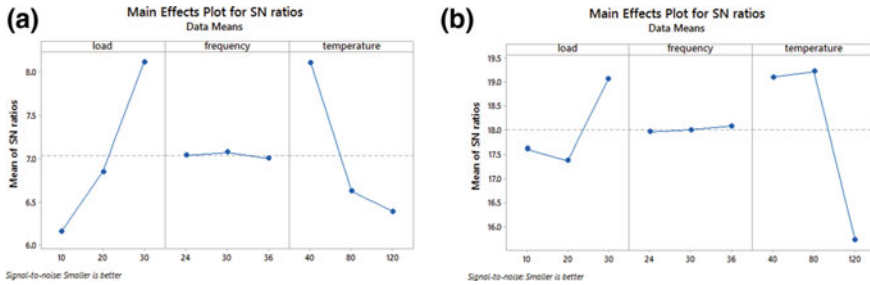 (a)
Main Effects Plot for SN ratios
Data Means
load frequency temperature
Mean of SN ratios
8.0
7.5
7.0
6.5
6.0
10 20 30 24 30 36 40 80 120
Signal-to-noise: Smaller is better
(b)
Main Effects Plot for SN ratios
Data Means
load frequency temperature
Mean of SN ratios
19.5
19.0
18.5
18.0
17.5
17.0
16.5
16.0
10 20 30 24 30 36 40 80 120
Signal-to-noise: Smaller is better